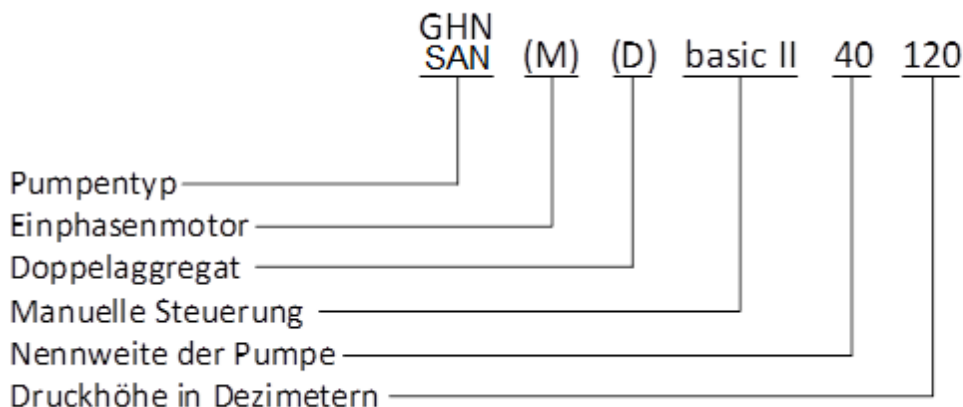 GHN
SAN (M) (D) basic II 40 120
Pumpentyp
Einphasenmotor
Doppelaggregat
Manuelle Steuerung
Nennweite der Pumpe
Druckhöhe in Dezimetern